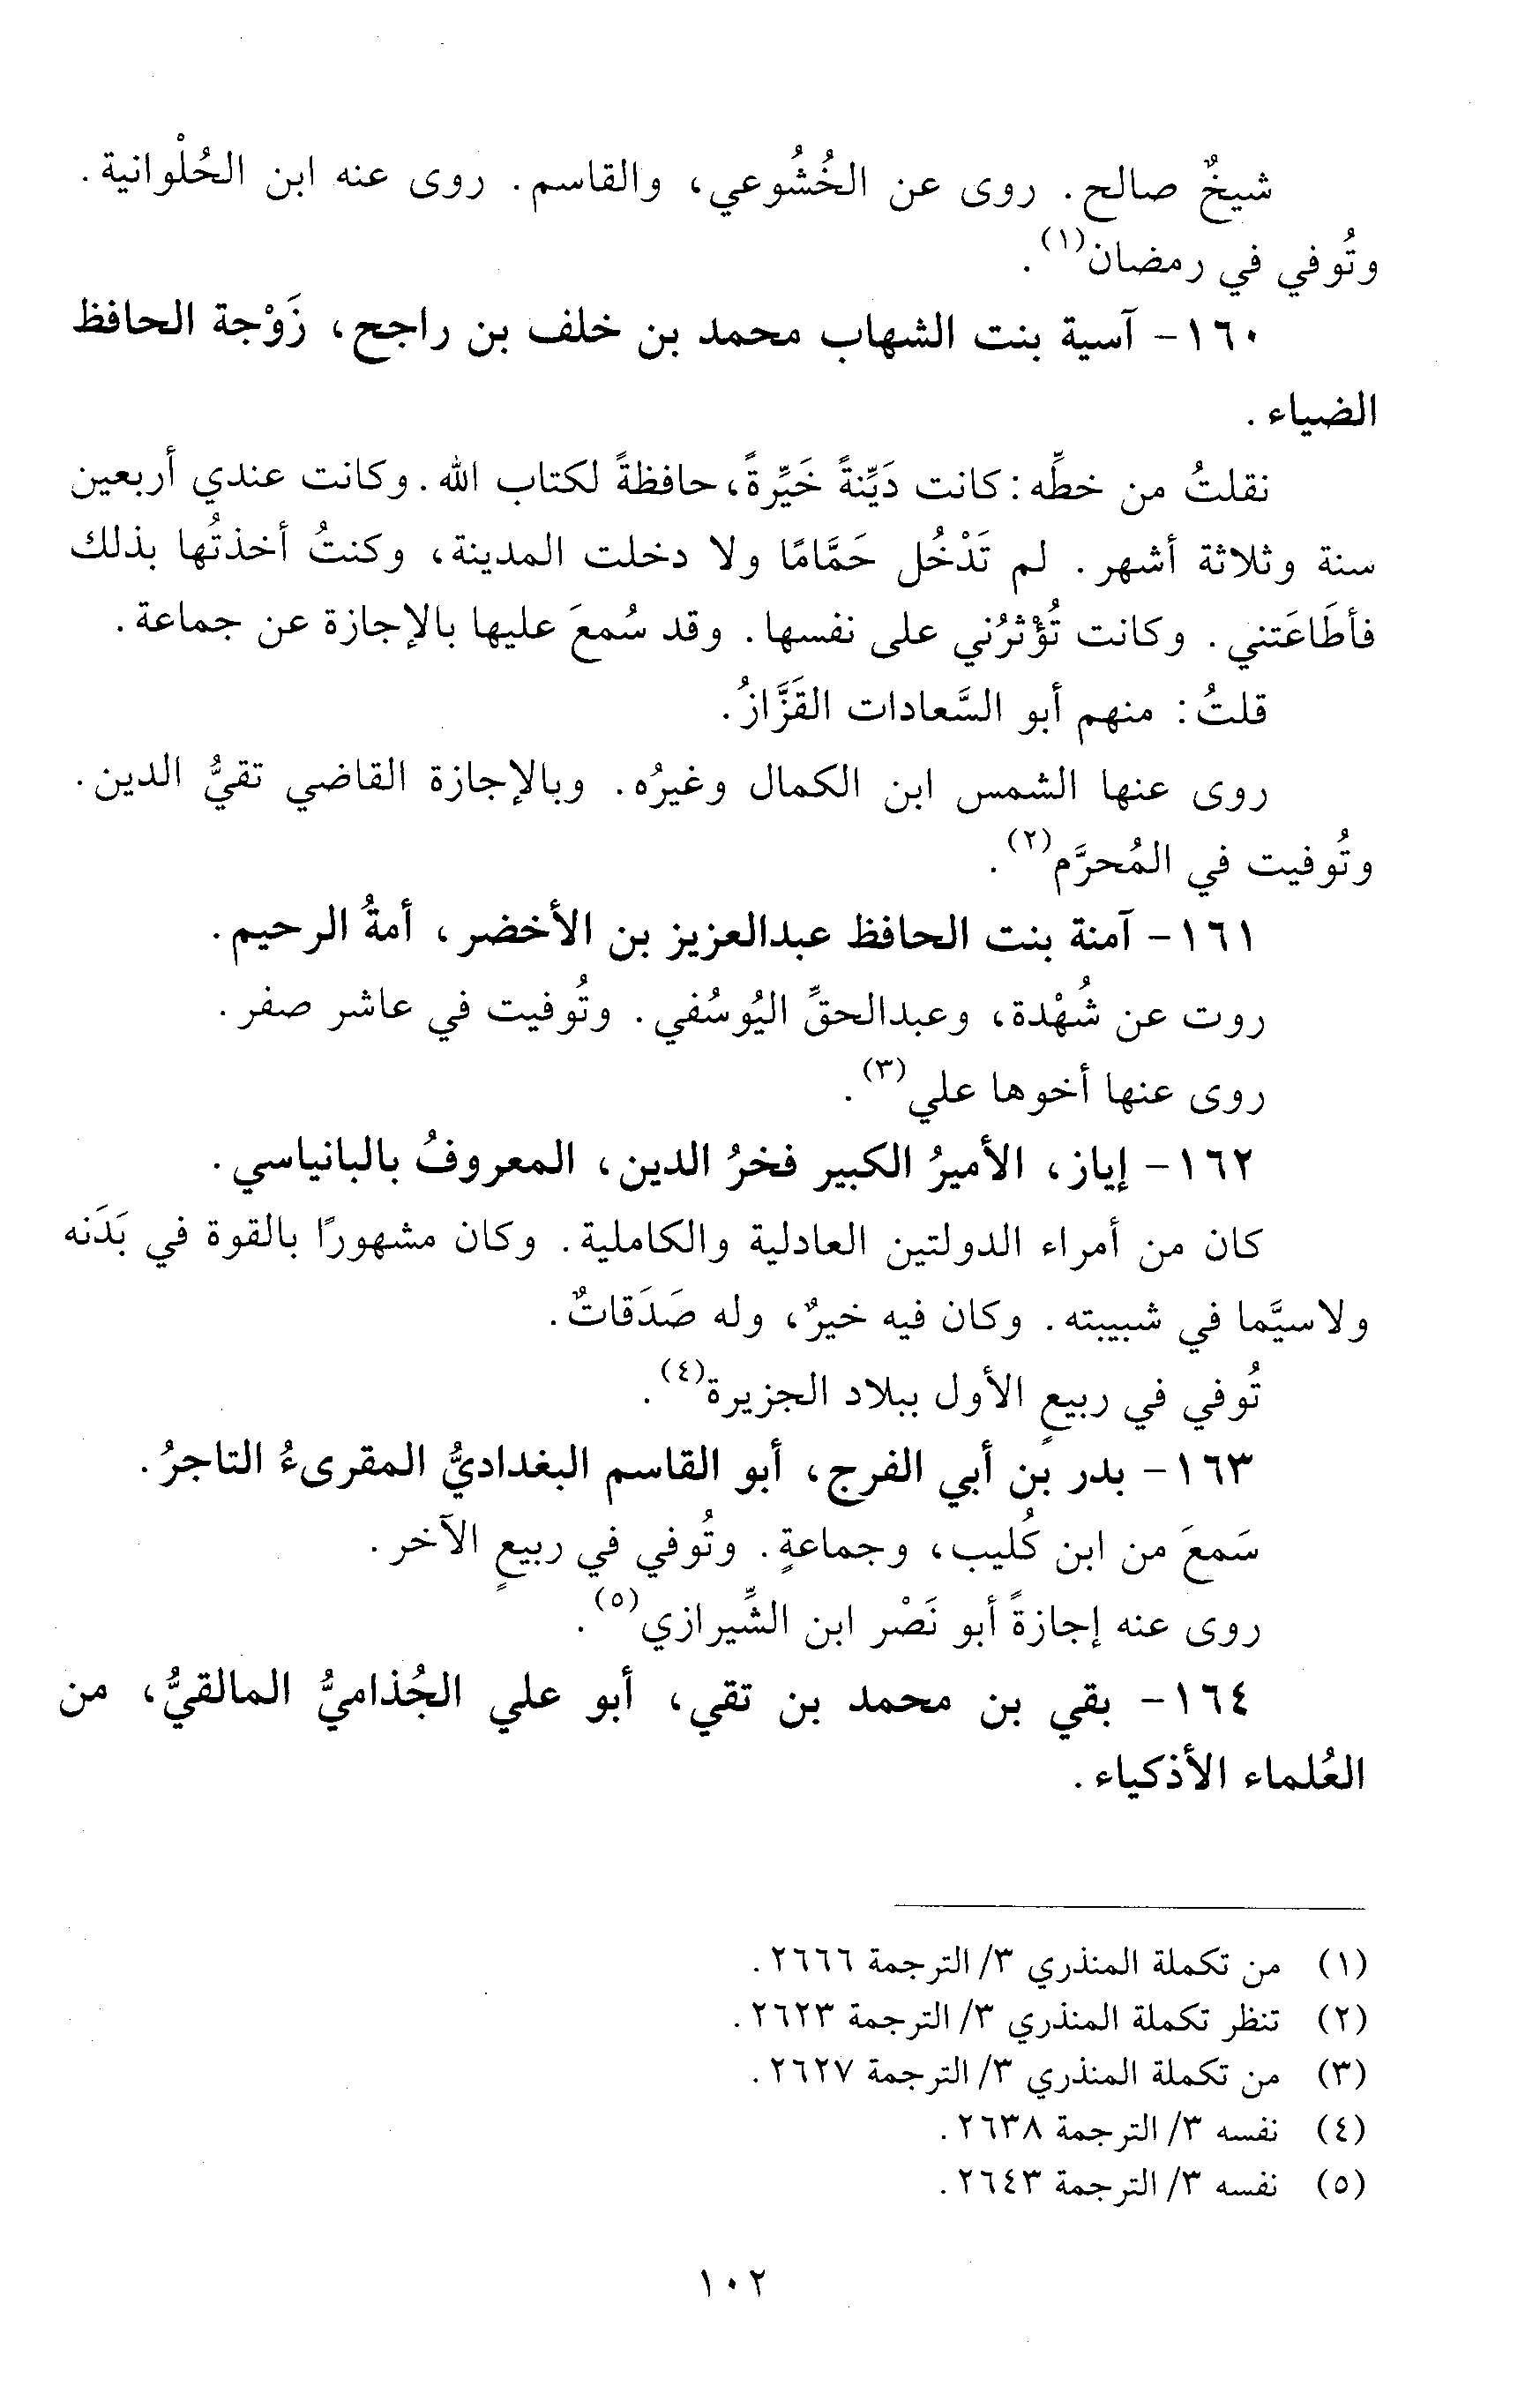 شيخٌ صالح. روى عن الخُشُوعي، والقاسم. روى عنه ابن الحُلْوانية.
وتُوفي في رمضان(١).
١٦٠- آسية بنت الشهاب محمد بن خلف بن راجح، زَوْجة الحافظ
الضياء.
نقلتُ من خطِّه: كانت دَيِّنةً خَيِّرةً، حافظةً لكتاب الله. وكانت عندي أربعين
سنة وثلاثة أشهر. لم تَدْخُل حَمَّامًا ولا دخلت المدينة، وكنتُ أخذتُها بذلك
فأطَاعَتني. وكانت تُؤْثرُني على نفسها. وقد سُمعَ عليها بالإجازة عن جماعة.
قلتُ: منهم أبو السَّعادات القَزَّازُ.
روى عنها الشمس ابن الكمال وغيرُه. وبالإجازة القاضي تقيُّ الدين.
وتُوفيت في المُحرَّم(٢).
١٦١- آمنة بنت الحافظ عبدالعزيز بن الأخضر، أمةُ الرحيم.
روت عن شُهْدة، وعبدالحقِّ اليُوسُفي. وتُوفيت في عاشر صفر.
روى عنها أخوها علي(٣).
١٦٢- إياز، الأميرُ الكبير فخرُ الدين، المعروفُ بالبانياسي.
كان من أمراء الدولتين العادلية والكاملية. وكان مشهورًا بالقوة في بَدَنه
ولاسيَّما في شبيبته. وكان فيه خيرٌ، وله صَدَقاتٌ.
تُوفي في ربيعٍ الأول ببلاد الجزيرة(٤).
١٦٣- بدر بن أبي الفرج، أبو القاسم البغداديُّ المقرىءُ التاجرُ.
سَمعَ من ابن كُليب، وجماعةٍ. وتُوفي في ربيعٍ الآخر.
روى عنه إجازةً أبو نَصْر ابن الشِّيرازي(٥).
١٦٤- بقي بن محمد بن تقي، أبو علي الجُذاميُّ المالقيُّ، من
العُلماء الأذكياء.
(١) من تكملة المنذري ٣/ الترجمة ٢٦٦٦.
(٢) تنظر تكملة المنذري ٣/ الترجمة ٢٦٢٣.
(٣) من تكملة المنذري ٣/ الترجمة ٢٦٢٧.
(٤) نفسه ٣/ الترجمة ٢٦٣٨.
(٥) نفسه ٣/ الترجمة ٢٦٤٣.
١٠٢